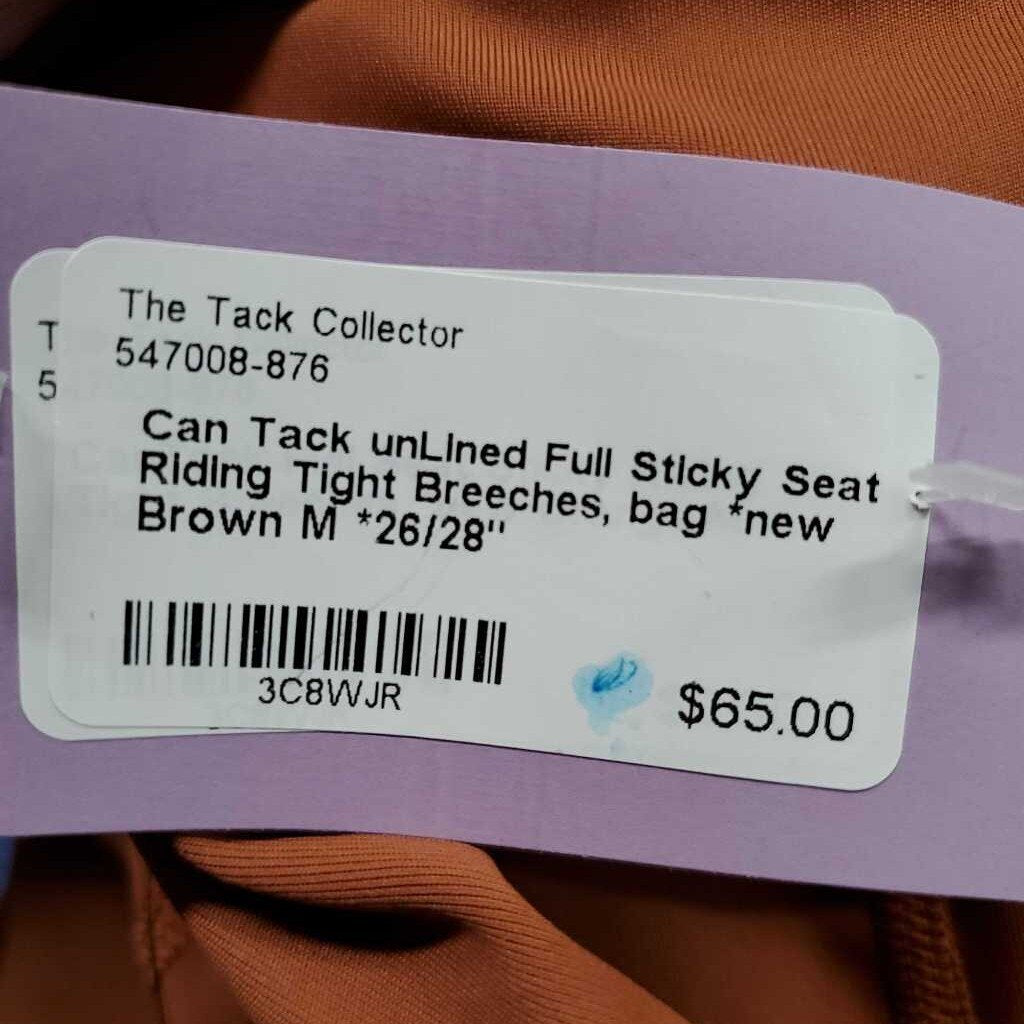 The Tack Collector
547008-876
Can Tack unLined Full Sticky Seat
Riding Tight Breeches, bag *new
Brown M *26/28"
3C8WJR
$65.00
T
5